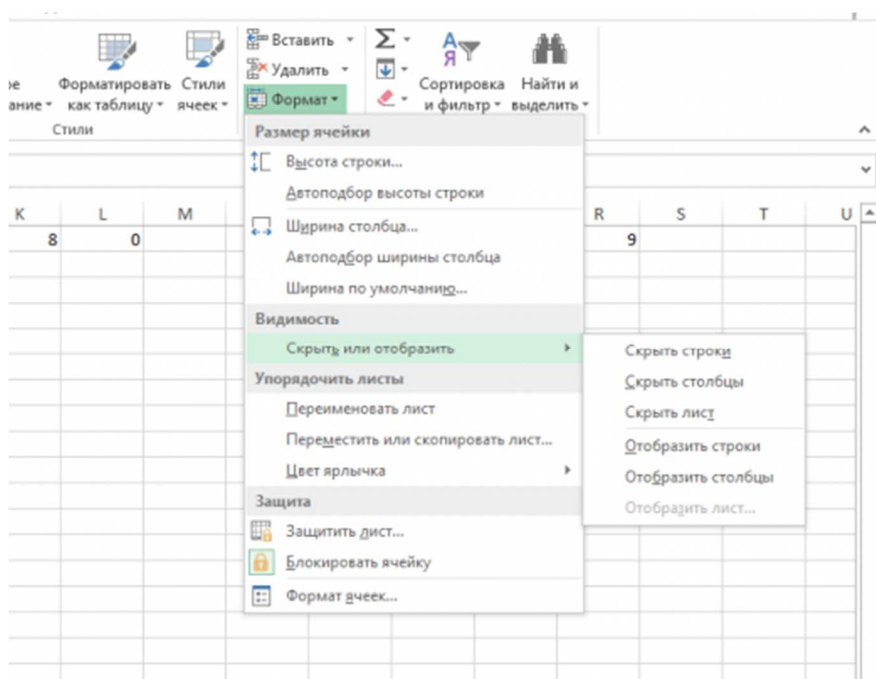 Вставить
Удалить
Формат
Форматировать
как таблицу
Стили
ячеек
Сортировка
и фильтр
Найти и
выделить
Стили
Размер ячейки
Высота строки...
Автоподбор высоты строки
Ширина столбца...
Автоподбор ширины столбца
Ширина по умолчанию...
Видимость
Скрыть или отобразить
Упорядочить листы
Переименовать лист
Переместить или скопировать лист...
Цвет ярлычка
Защита
Защитить лист...
Блокировать ячейку
Формат ячеек...
Скрыть строки
Скрыть столбцы
Скрыть лист
Отобразить строки
Отобразить столбцы
Отобразить лист...
K L M R S T U
8 0 9